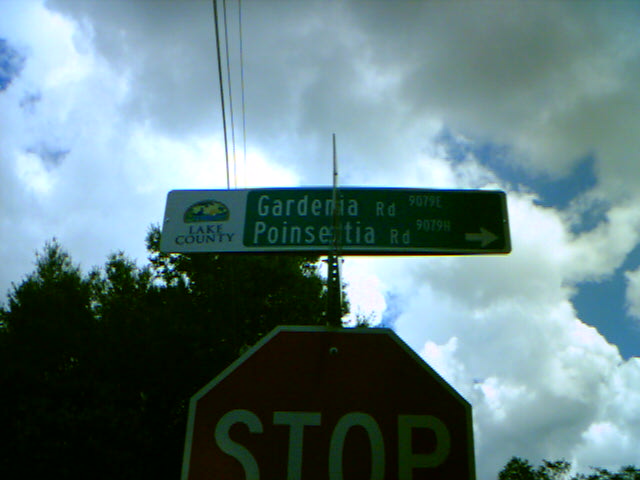 LAKE
COUNTY
Gardenia Rd 9079E
Poinsettia Rd 9079H
STOP